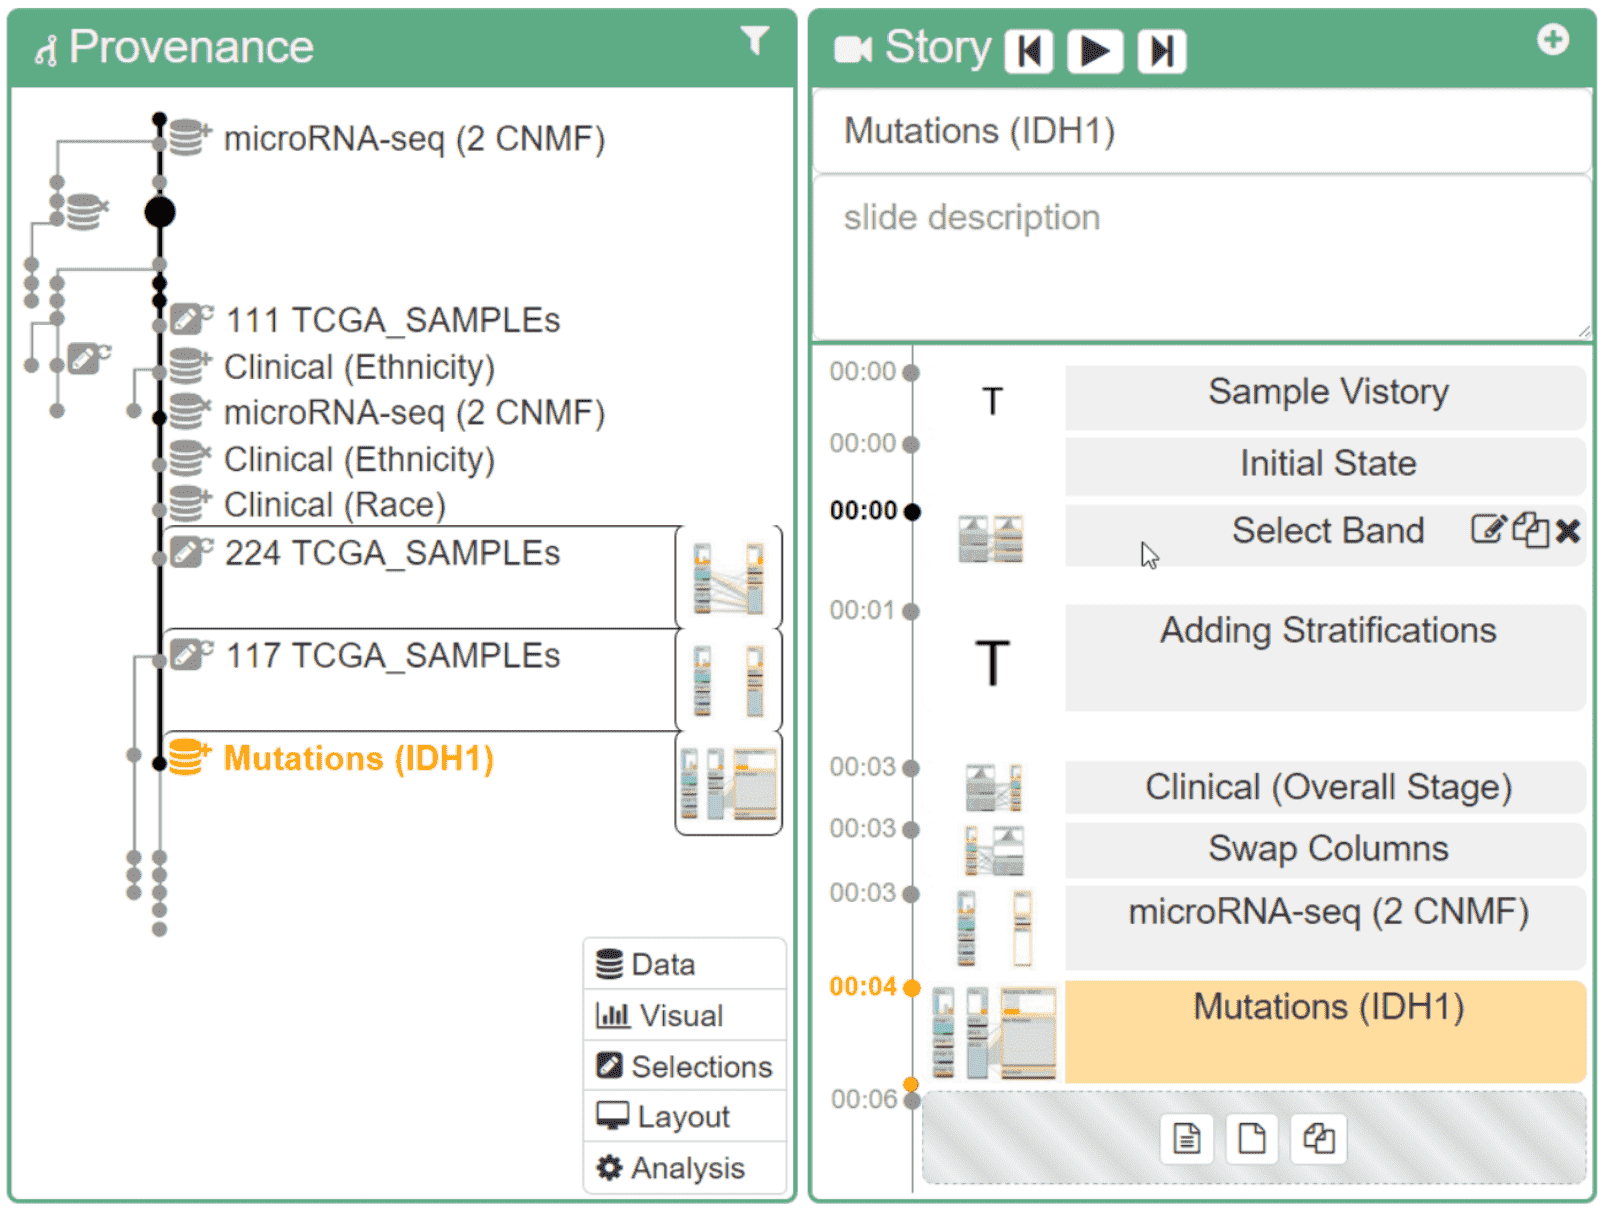 Provenance
microRNA-seq (2 CNMF)
111 TCGA_SAMPLEs
Clinical (Ethnicity)
microRNA-seq (2 CNMF)
Clinical (Ethnicity)
Clinical (Race)
224 TCGA_SAMPLEs
117 TCGA_SAMPLEs
Mutations (IDH1)
Data
Visual
Selections
Layout
Analysis
Story
Mutations (IDH1)
slide description
00:00
T
Sample Vistory
00:00
Initial State
00:00
Select Band
00:01
T
Adding Stratifications
00:03
Clinical (Overall Stage)
00:03
Swap Columns
00:03
microRNA-seq (2 CNMF)
00:04
Mutations (IDH1)
00:06